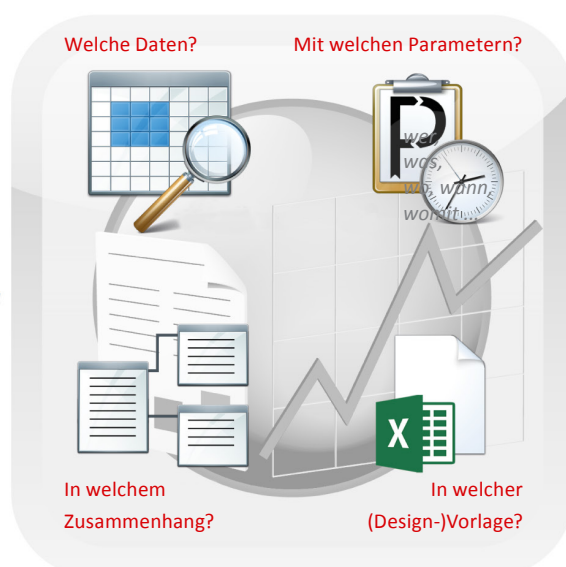 Welche Daten?
Mit welchen Parametern?
P
wer,
was,
wo, wann,
womit ...
X
In welchem
Zusammenhang?
In welcher
(Design-)Vorlage?